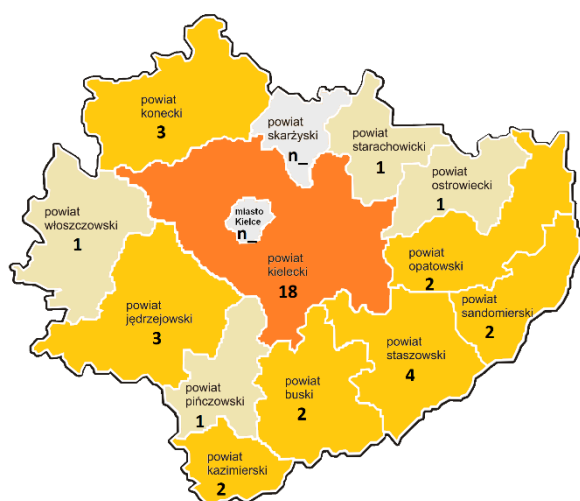 powiat
konecki
3
powiat
skarżyski
n_
powiat
starachowicki
1
powiat
ostrowiecki
1
powiat
włoszczowski
1
miasto
Kielce
n_
powiat
kielecki
18
powiat
opatowski
2
powiat
sandomierski
2
powiat
jędrzejowski
3
powiat
staszowski
4
powiat
pińczowski
1
powiat
buski
2
powiat
kazimierski
2